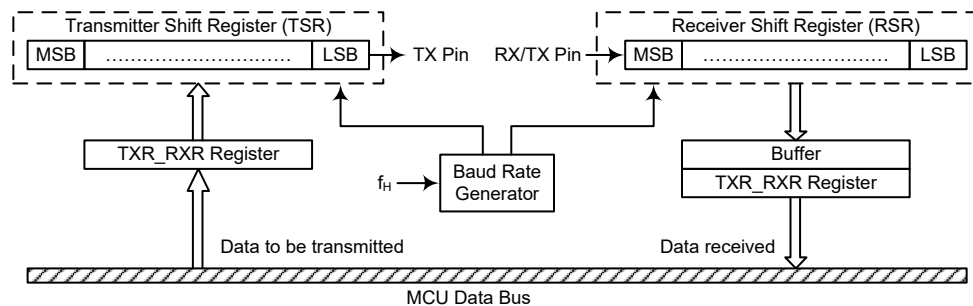 Transmitter Shift Register (TSR)
Receiver Shift Register (RSR)
MSB ............................ LSB
TX Pin
RX/TX Pin
MSB ............................ LSB
TXR_RXR Register
fH
Baud Rate
Generator
Buffer
TXR_RXR Register
Data to be transmitted
Data received
MCU Data Bus